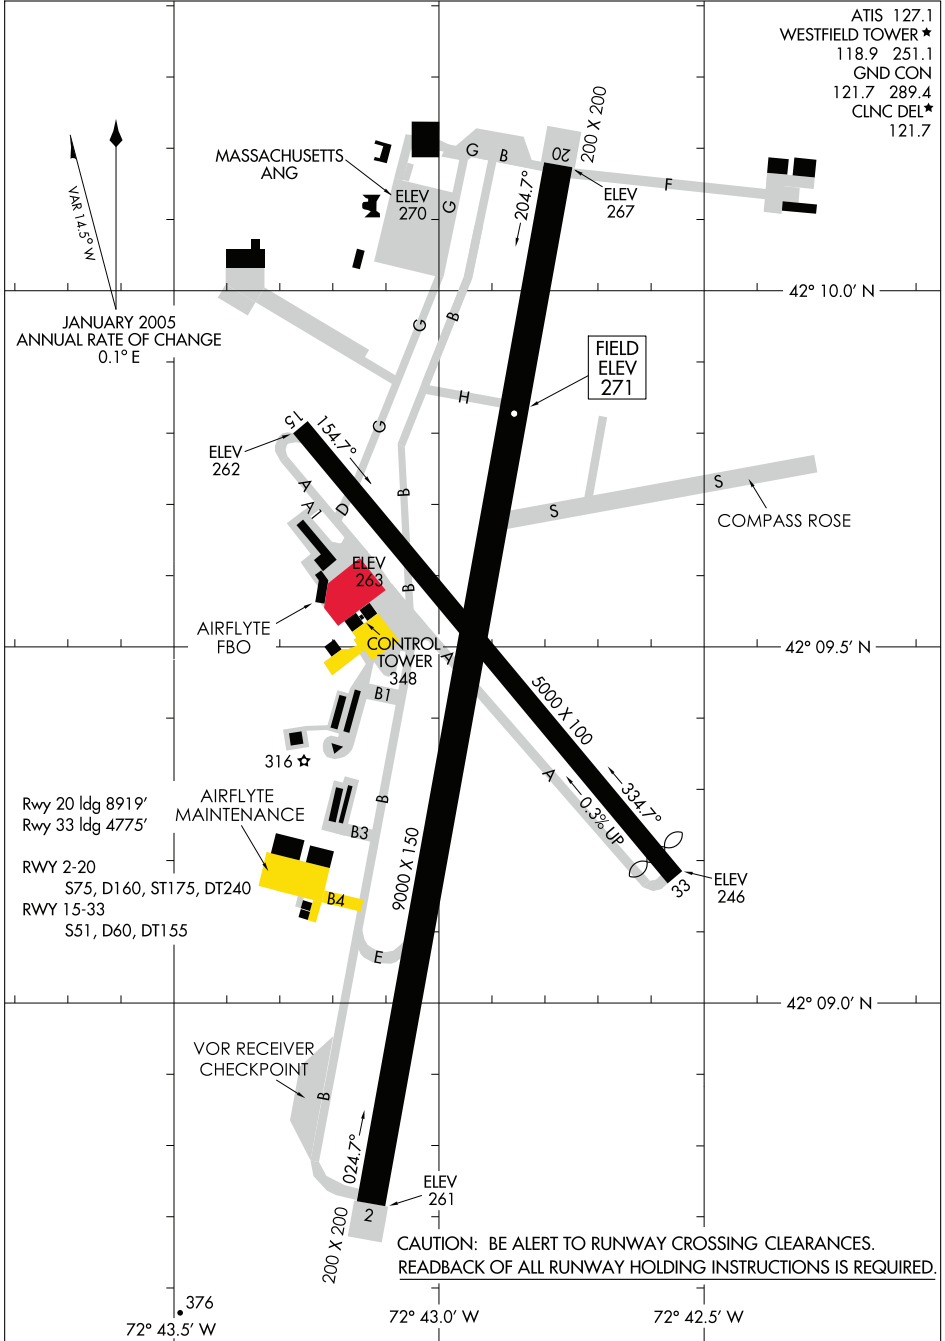 ATIS 127.1
WESTFIELD TOWER ★
118.9 251.1
GND CON
121.7 289.4
CLNC DEL★
121.7
200 X 200
MASSACHUSETTS
ANG
G
B
20
ELEV
270
G
204.7°
ELEV
267
F
VAR 14.5° W
42° 10.0' N
JANUARY 2005
ANNUAL RATE OF CHANGE
0.1° E
G
B
FIELD
ELEV
271
H
15
154.7°
G
ELEV
262
A
A1
D
B
S
S
COMPASS ROSE
ELEV
263
B
AIRFLYTE
FBO
CONTROL
TOWER
348
A
42° 09.5' N
B1
5000 X 100
316 ☆
A
0.3% UP
334.7°
Rwy 20 ldg 8919'
Rwy 33 ldg 4775'
AIRFLYTE
MAINTENANCE
B
B3
9000 X 150
RWY 2-20
S75, D160, ST175, DT240
RWY 15-33
S51, D60, DT155
B4
33
ELEV
246
E
42° 09.0' N
VOR RECEIVER
CHECKPOINT
B
024.7°
ELEV
261
2
200 X 200
CAUTION: BE ALERT TO RUNWAY CROSSING CLEARANCES.
READBACK OF ALL RUNWAY HOLDING INSTRUCTIONS IS REQUIRED.
376
72° 43.5' W
72° 43.0' W
72° 42.5' W